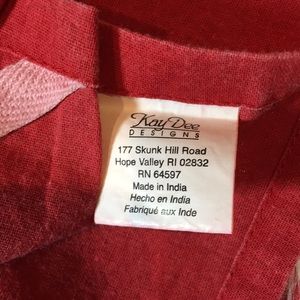 Kay Dee
DESIGNS
177 Skunk Hill Road
Hope Valley RI 02832
RN 64597
Made in India
Hecho en India
Fabriqué aux Inde